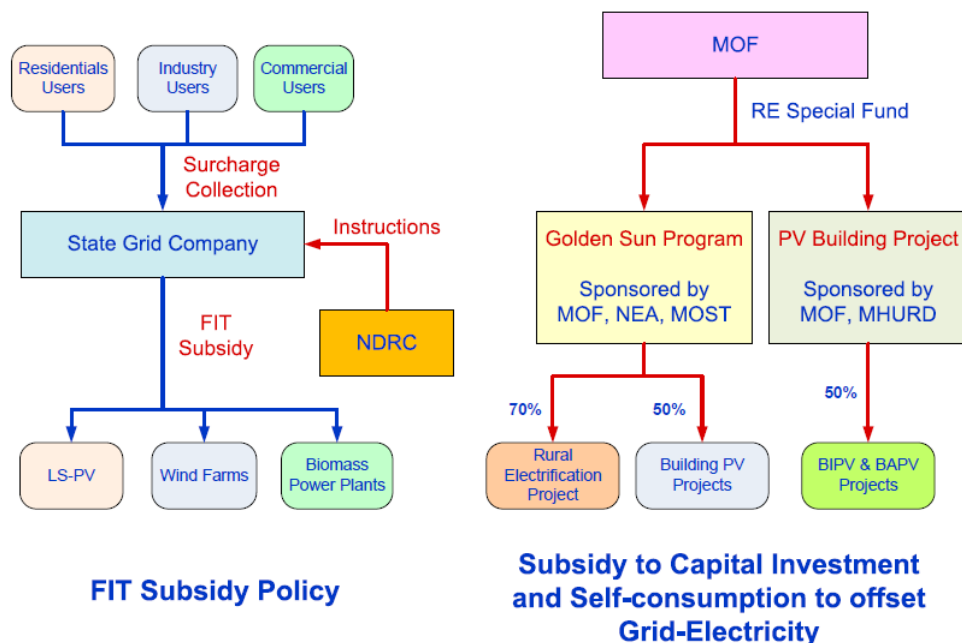 Residentials
Users
Industry
Users
Commercial
Users
Surcharge
Collection
State Grid Company
Instructions
FIT
Subsidy
NDRC
LS-PV
Wind Farms
Biomass
Power Plants
FIT Subsidy Policy
MOF
RE Special Fund
Golden Sun Program
Sponsored by
MOF, NEA, MOST
PV Building Project
Sponsored by
MOF, MHURD
70%
50%
50%
Rural
Electrification
Project
Building PV
Projects
BIPV & BAPV
Projects
Subsidy to Capital Investment
and Self-consumption to offset
Grid-Electricity